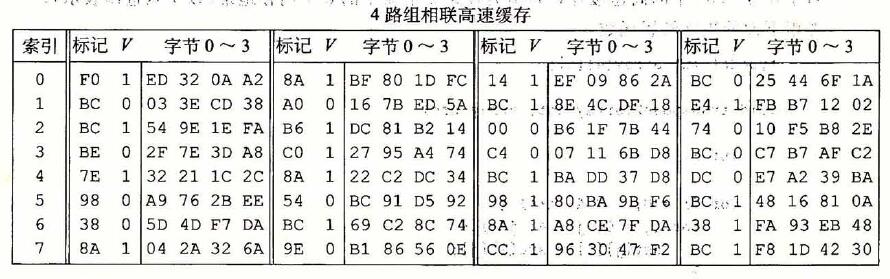 4路组相联高速缓存
索引 标记 V 字节0～3 标记 V 字节0～3 标记 V 字节0～3 标记 V 字节0～3
0 F0 1 ED 32 0A A2 8A 1 BF 80 1D FC 14 1 EF 09 86 2A BC 0 25 44 6F 1A
1 BC 0 03 3E CD 38 A0 0 16 7B ED 5A BC 1 8E 4C DF 18 E4 1 FB B7 12 02
2 BC 1 54 9E 1E FA B6 1 DC 81 B2 14 00 0 B6 1F 7B 44 74 0 10 F5 B8 2E
3 BE 0 2F 7E 3D A8 C0 1 27 95 A4 74 C4 0 07 11 6B D8 BC 0 C7 B7 AF C2
4 7E 1 32 21 1C 2C 8A 1 22 C2 DC 34 BC 1 BA DD 37 D8 DC 0 E7 A2 39 BA
5 98 0 A9 76 2B EE 54 0 BC 91 D5 92 98 1 80 BA 9B F6 BC 1 48 16 81 0A
6 38 0 5D 4D F7 DA BC 1 69 C2 8C 74 8A 1 A8 CE 7F DA 38 1 FA 93 EB 48
7 8A 1 04 2A 32 6A 9E 0 B1 86 56 0E CC 1 96 30 47 F2 BC 1 F8 1D 42 30